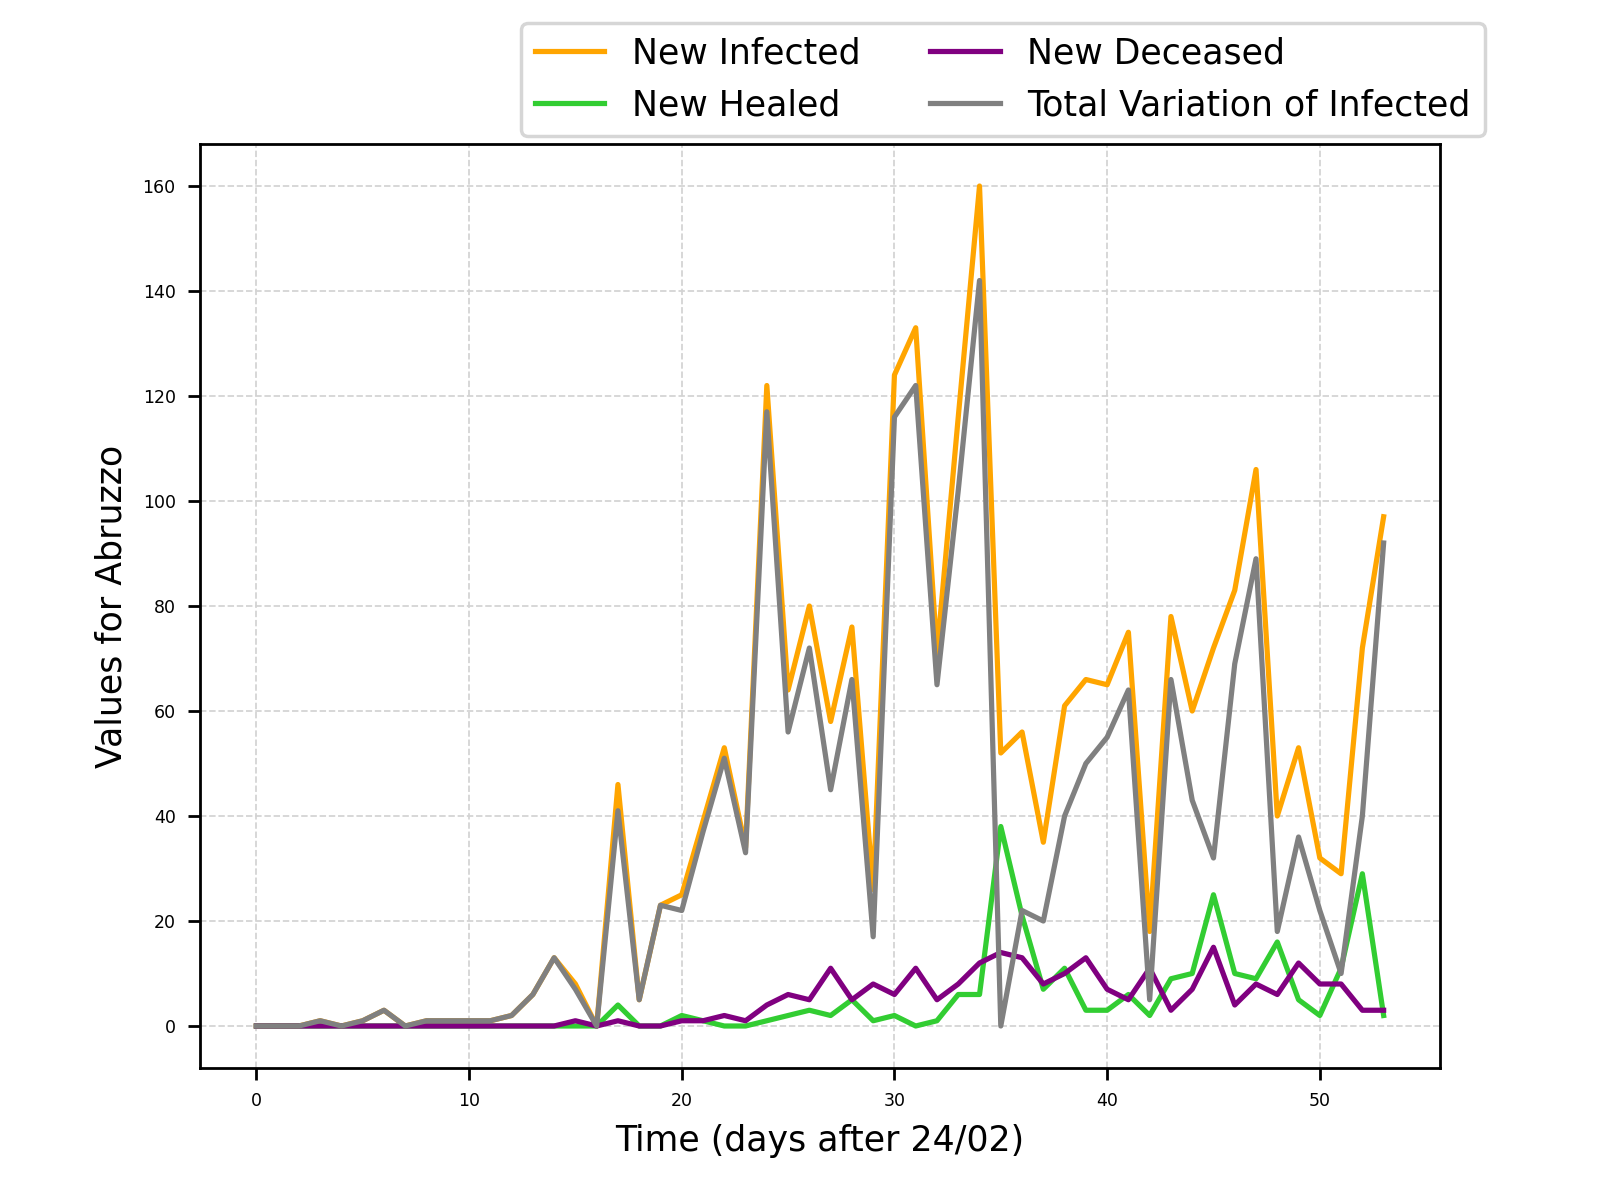 New Infected
New Healed
New Deceased
Total Variation of Infected
Values for Abruzzo
160
140
120
100
80
60
40
20
0
0 10 20 30 40 50
Time (days after 24/02)